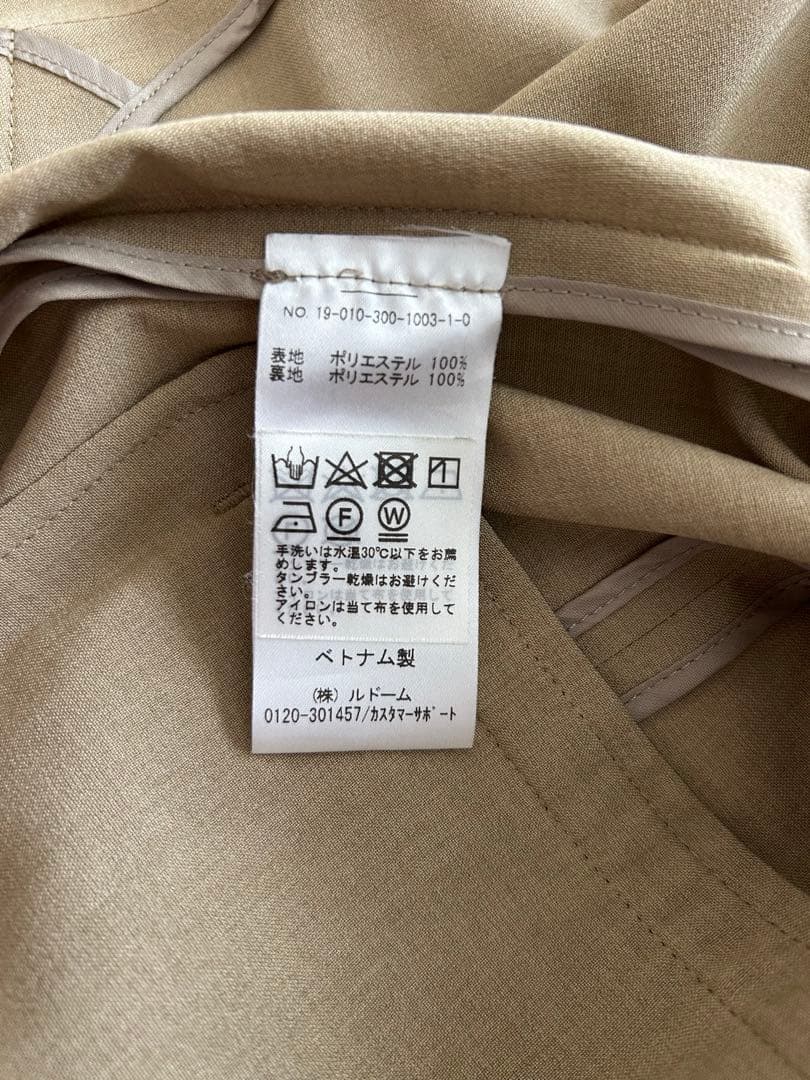 NO. 19-010-300-1003-1-0
表地 ポリエステル 100%
裏地 ポリエステル 100%
F W
手洗いは水温30℃以下をお薦
めします。
タンブラー乾燥はお避けくだ
さい。
アイロンは当て布を使用して
ください。
ベトナム製
(株) ルドーム
0120-301457/カスタマーサポート